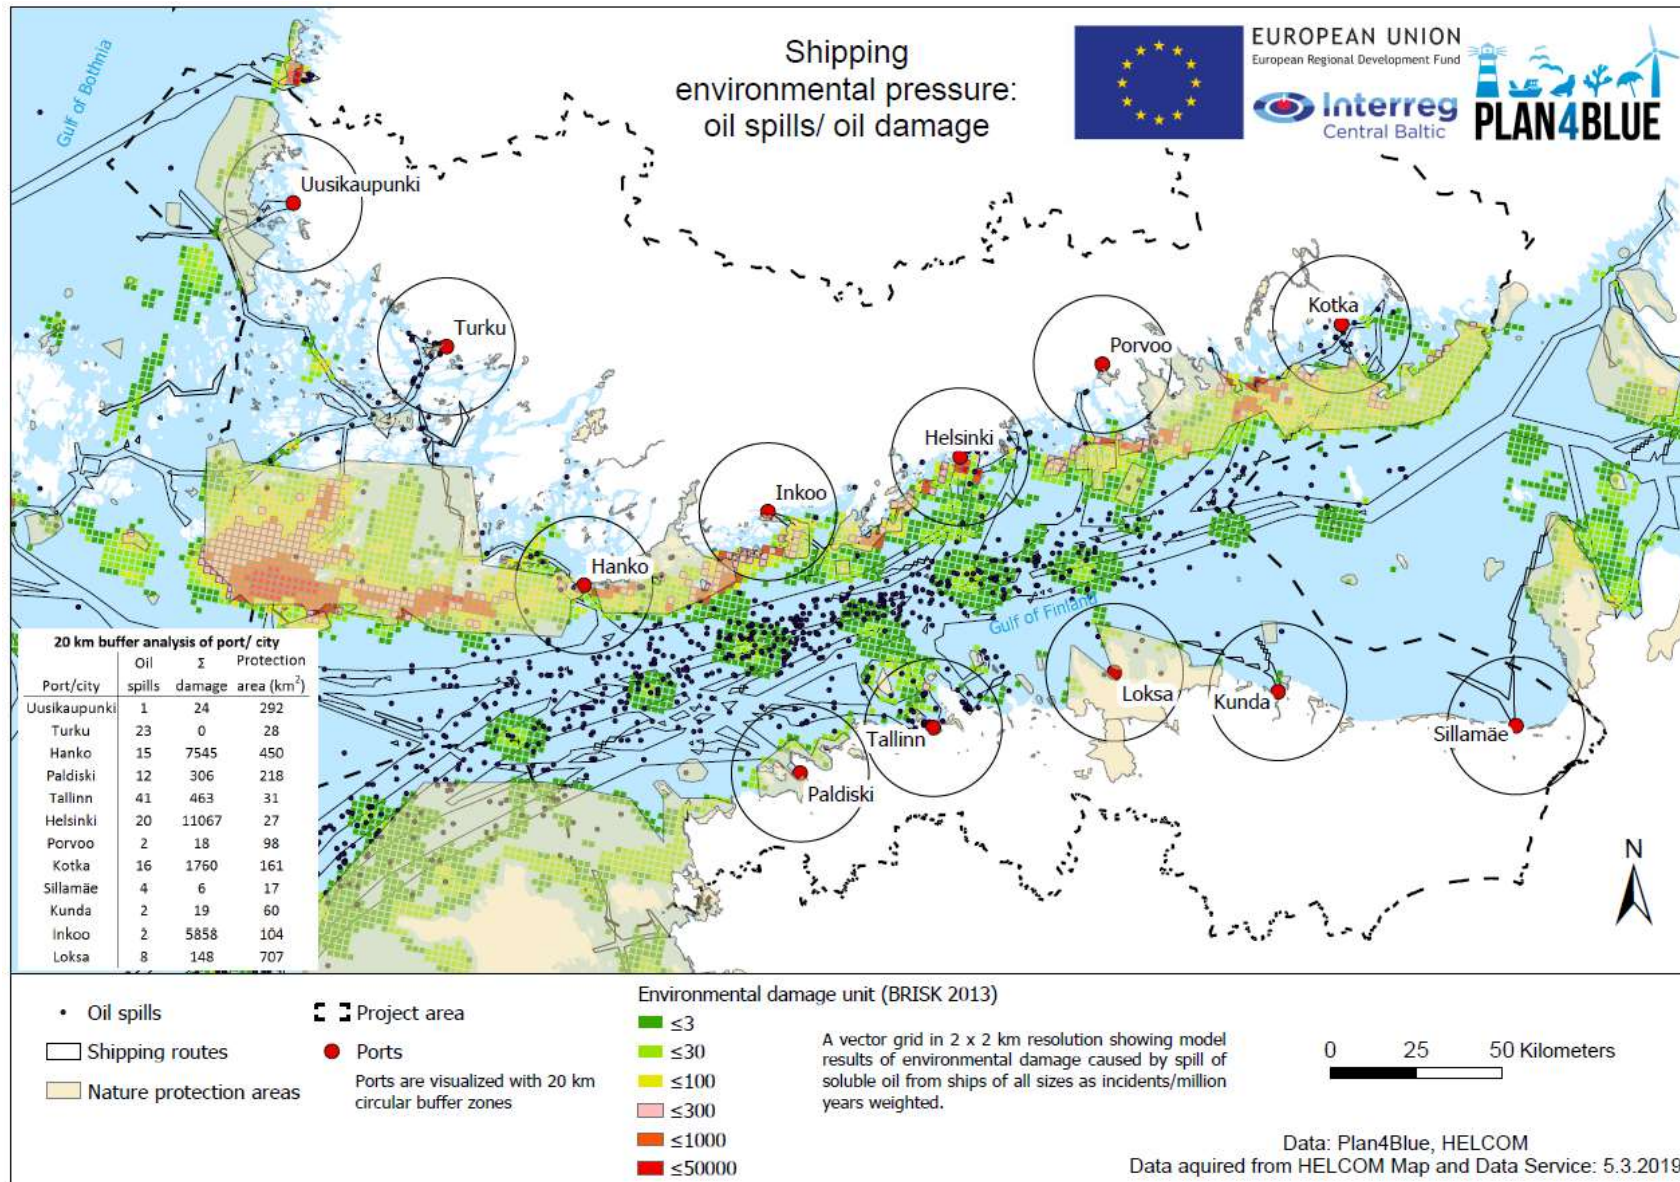 Shipping
environmental pressure:
oil spills/ oil damage
EUROPEAN UNION
European Regional Development Fund
Interreg
Central Baltic
PLAN4BLUE
Gulf of Bothnia
Uusikaupunki
Turku
Kotka
Porvoo
Helsinki
Inkoo
Hanko
Gulf of Finland
Loksa
Kunda
Sillamäe
Tallinn
Paldiski
N
20 km buffer analysis of port/ city
Port/city Oil spills Σ damage Protection area (km²)
Uusikaupunki 1 24 292
Turku 23 0 28
Hanko 15 7545 450
Paldiski 12 306 218
Tallinn 41 463 31
Helsinki 20 11067 27
Porvoo 2 18 98
Kotka 16 1760 161
Sillamäe 4 6 17
Kunda 2 19 60
Inkoo 2 5858 104
Loksa 8 148 707
Oil spills
Shipping routes
Nature protection areas
Project area
Ports
Ports are visualized with 20 km
circular buffer zones
Environmental damage unit (BRISK 2013)
≤3
≤30
≤100
≤300
≤1000
≤50000
A vector grid in 2 x 2 km resolution showing model
results of environmental damage caused by spill of
soluble oil from ships of all sizes as incidents/million
years weighted.
0 25 50 Kilometers
Data: Plan4Blue, HELCOM
Data aquired from HELCOM Map and Data Service: 5.3.2019